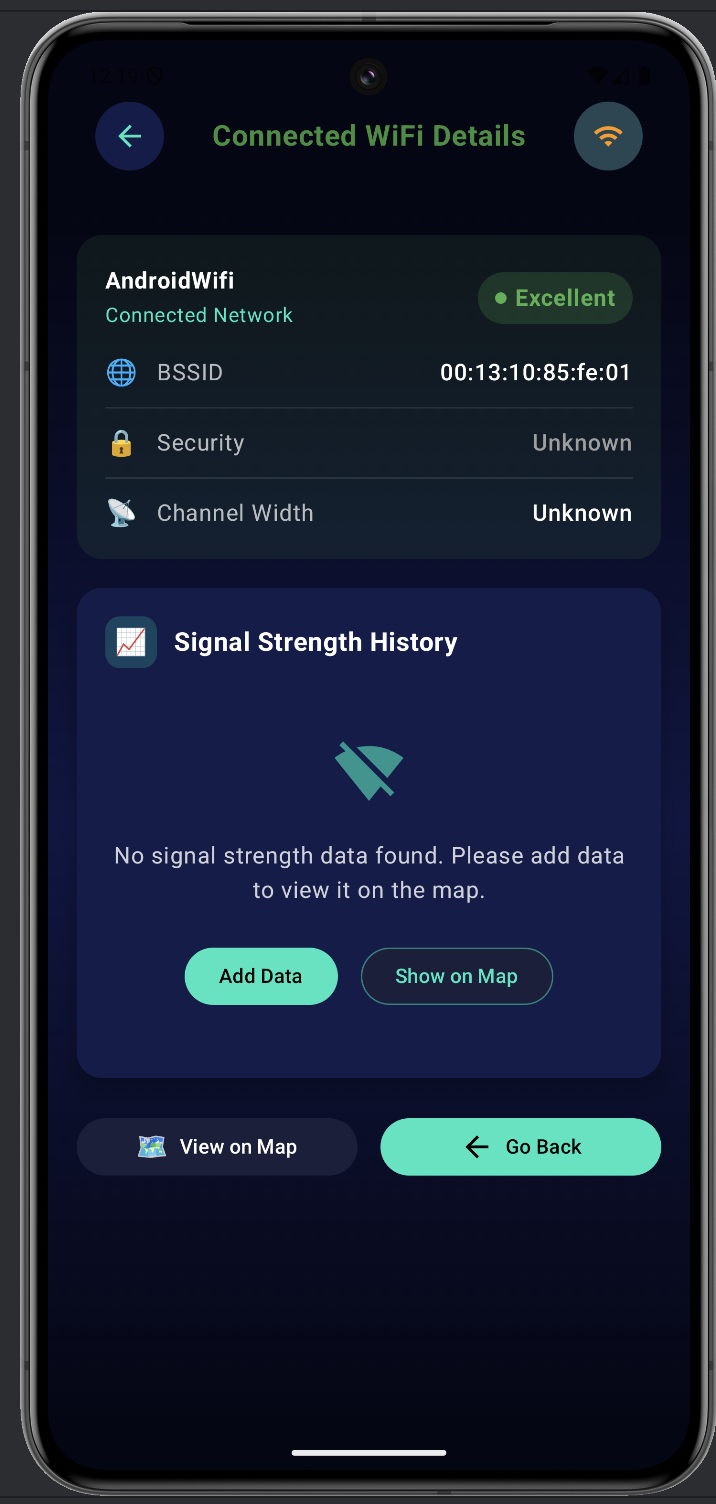 12:19
Connected WiFi Details
AndroidWifi
Connected Network
Excellent
BSSID
00:13:10:85:fe:01
Security
Unknown
Channel Width
Unknown
Signal Strength History
No signal strength data found. Please add data
to view it on the map.
Add Data
Show on Map
View on Map
Go Back